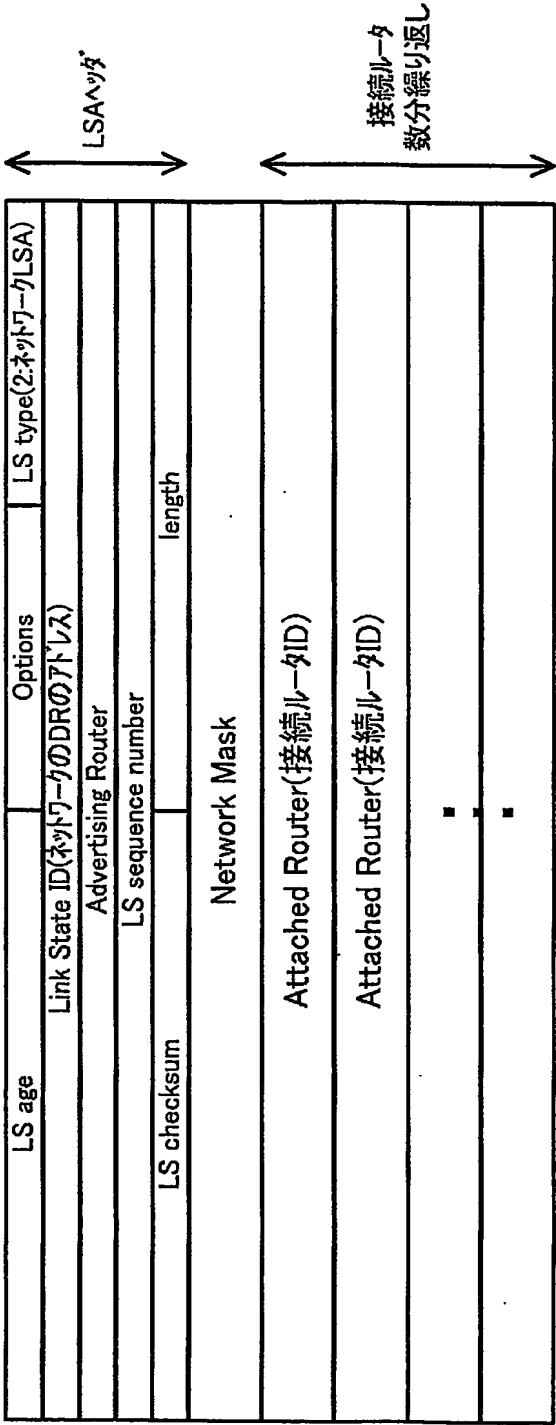 LS age
Options
LS type(2:ネットワークLSA)
Link State ID(ネットワークのDRのアドレス)
Advertising Router
LS sequence number
LS checksum
length
LSAヘッダ
Network Mask
Attached Router(接続ルータID)
Attached Router(接続ルータID)
接続ルータ
数分繰り返し